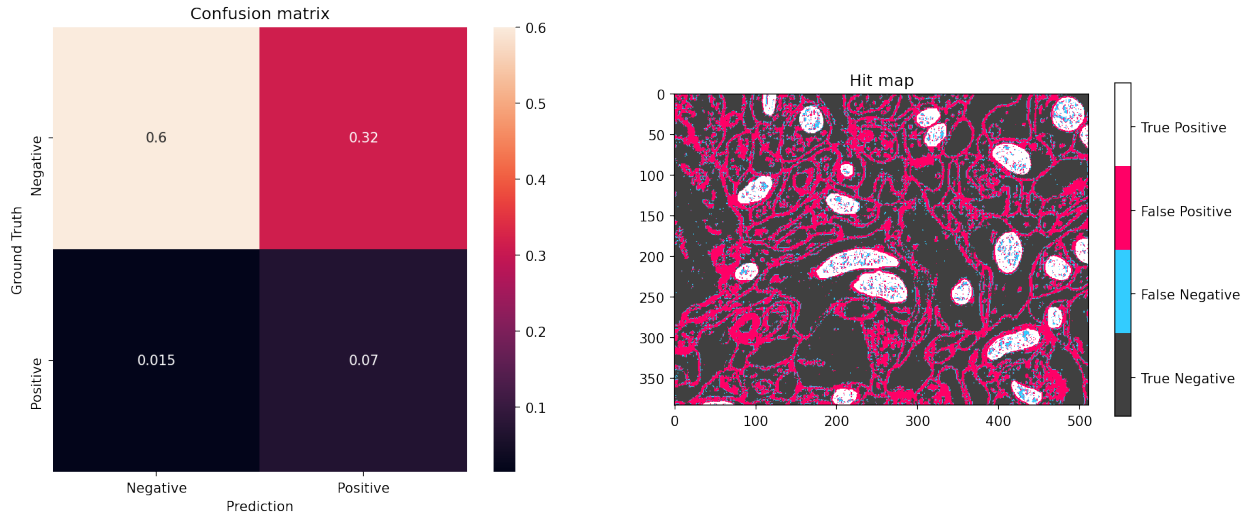 Confusion matrix
Negative
Positive
Ground Truth
0.6
0.32
0.015
0.07
Negative
Positive
Prediction
0.6
0.5
0.4
0.3
0.2
0.1
Hit map
0
50
100
150
200
250
300
350
0
100
200
300
400
500
True Positive
False Positive
False Negative
True Negative